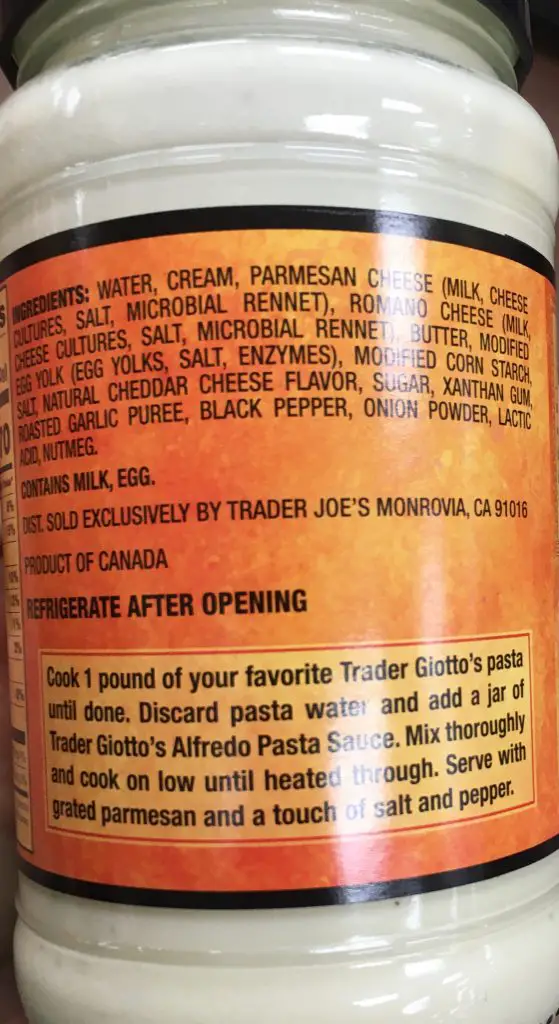 INGREDIENTS: WATER, CREAM, PARMESAN CHEESE (MILK, CHEESE
CULTURES, SALT, MICROBIAL RENNET), ROMANO CHEESE (MILK,
CHEESE CULTURES, SALT, MICROBIAL RENNET), BUTTER, MODIFIED
EGG YOLK (EGG YOLKS, SALT, ENZYMES), MODIFIED CORN STARCH,
SALT, NATURAL CHEDDAR CHEESE FLAVOR, SUGAR, XANTHAN GUM,
ROASTED GARLIC PUREE, BLACK PEPPER, ONION POWDER, LACTIC
ACID, NUTMEG.
CONTAINS MILK, EGG.
DIST. SOLD EXCLUSIVELY BY TRADER JOE'S MONROVIA, CA 91016
PRODUCT OF CANADA
REFRIGERATE AFTER OPENING
Cook 1 pound of your favorite Trader Giotto's pasta
until done. Discard pasta water and add a jar of
Trader Giotto's Alfredo Pasta Sauce. Mix thoroughly
and cook on low until heated through. Serve with
grated parmesan and a touch of salt and pepper.